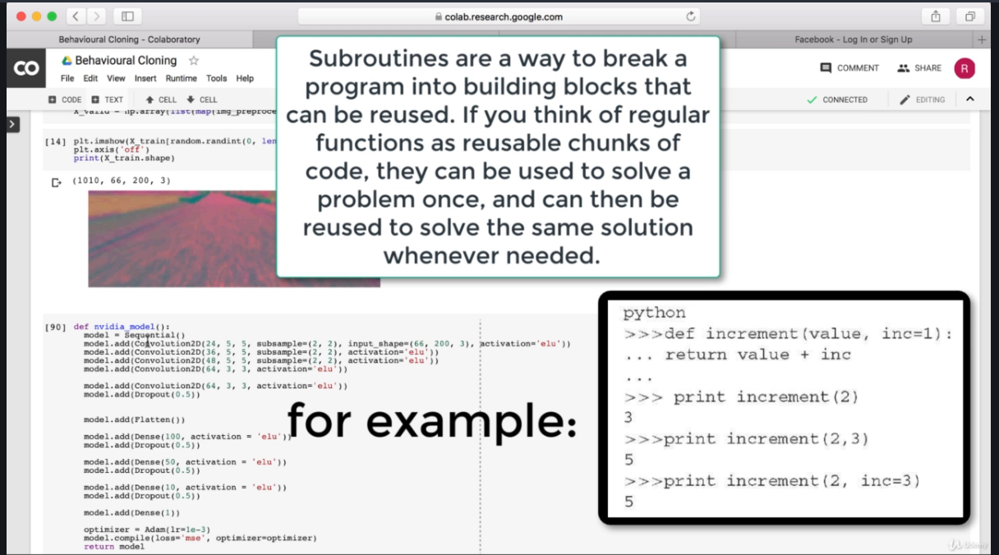 colab.research.google.com
Behavioural Cloning - Colaboratory
Facebook - Log In or Sign Up
CO
Behavioural Cloning
COMMENT
SHARE
R
File Edit View Insert Runtime Tools Help
CODE TEXT CELL CELL
CONNECTED
EDITING
X_valid = np.array(list(map(img_preproce
[14] plt.imshow(X_train[random.randint(0, len
plt.axis('off')
print(X_train.shape)
(1010, 66, 200, 3)
Subroutines are a way to break a
program into building blocks that
can be reused. If you think of regular
functions as reusable chunks of
code, they can be used to solve a
problem once, and can then be
reused to solve the same solution
whenever needed.
[90] def nvidia_model():
model = Sequential()
model.add(Convolution2D(24, 5, 5, subsample=(2, 2), input_shape=(66, 200, 3), activation='elu'))
model.add(Convolution2D(36, 5, 5, subsample=(2, 2), activation='elu'))
model.add(Convolution2D(48, 5, 5, subsample=(2, 2), activation='elu'))
model.add(Convolution2D(64, 3, 3, activation='elu'))
model.add(Convolution2D(64, 3, 3, activation='elu'))
model.add(Dropout(0.5))
model.add(Flatten())
model.add(Dense(100, activation = 'elu'))
model.add(Dropout(0.5))
model.add(Dense(50, activation = 'elu'))
model.add(Dropout(0.5))
model.add(Dense(10, activation = 'elu'))
model.add(Dropout(0.5))
model.add(Dense(1))
optimizer = Adam(lr=1e-3)
model.compile(loss='mse', optimizer=optimizer)
return model
for example:
python
>>>def increment(value, inc=1):
... return value + inc
...
>>> print increment(2)
3
>>>print increment(2,3)
5
>>>print increment(2, inc=3)
5
Udemy